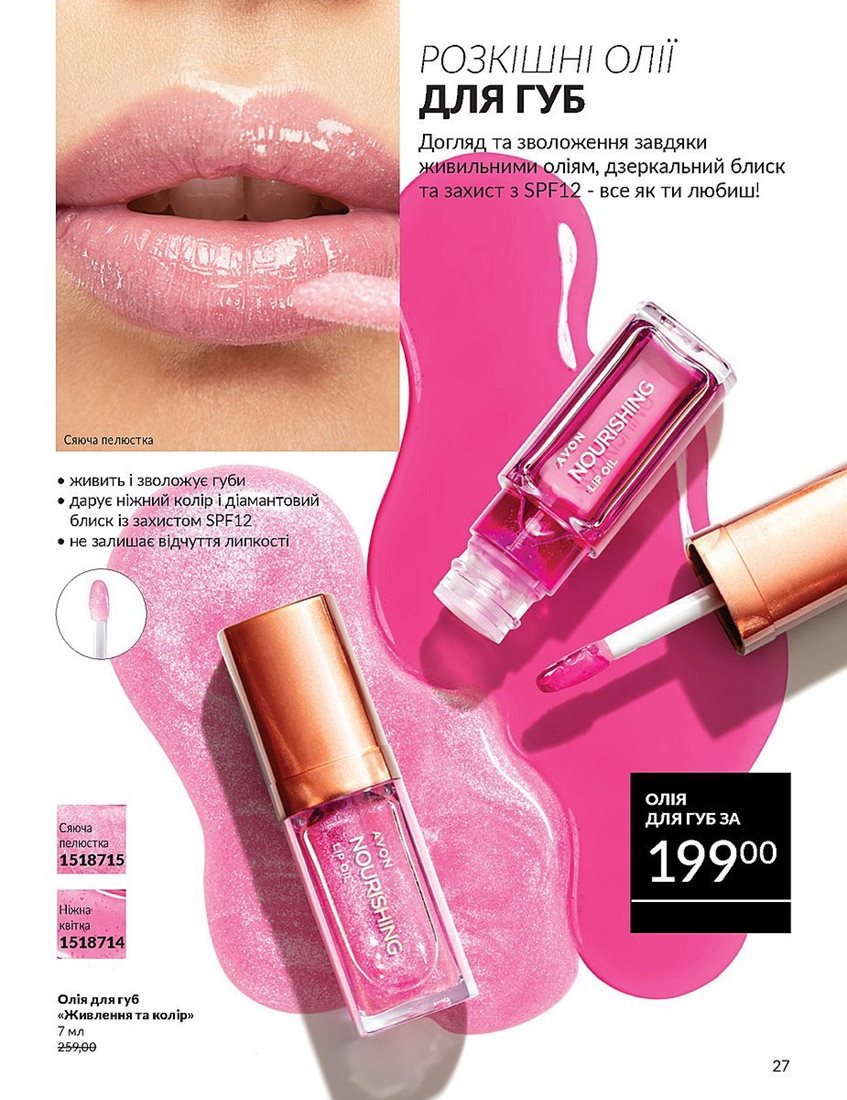 РОЗКІШНІ ОЛІЇ
ДЛЯ ГУБ
Догляд та зволоження завдяки
живильними оліям, дзеркальний блиск
та захист з SPF12 - все як ти любиш!
Сяюча пелюстка
• живить і зволожує губи
• дарує ніжний колір і діамантовий
блиск із захистом SPF12
• не залишає відчуття липкості
AVON
NOURISHING
LIP OIL
AVON
NOURISHING
LIP OIL
ОЛІЯ
ДЛЯ ГУБ ЗА
19900
Сяюча
пелюстка
1518715
Ніжна
квітка
1518714
Олія для губ
«Живлення та колір»
7 мл
259,00
27